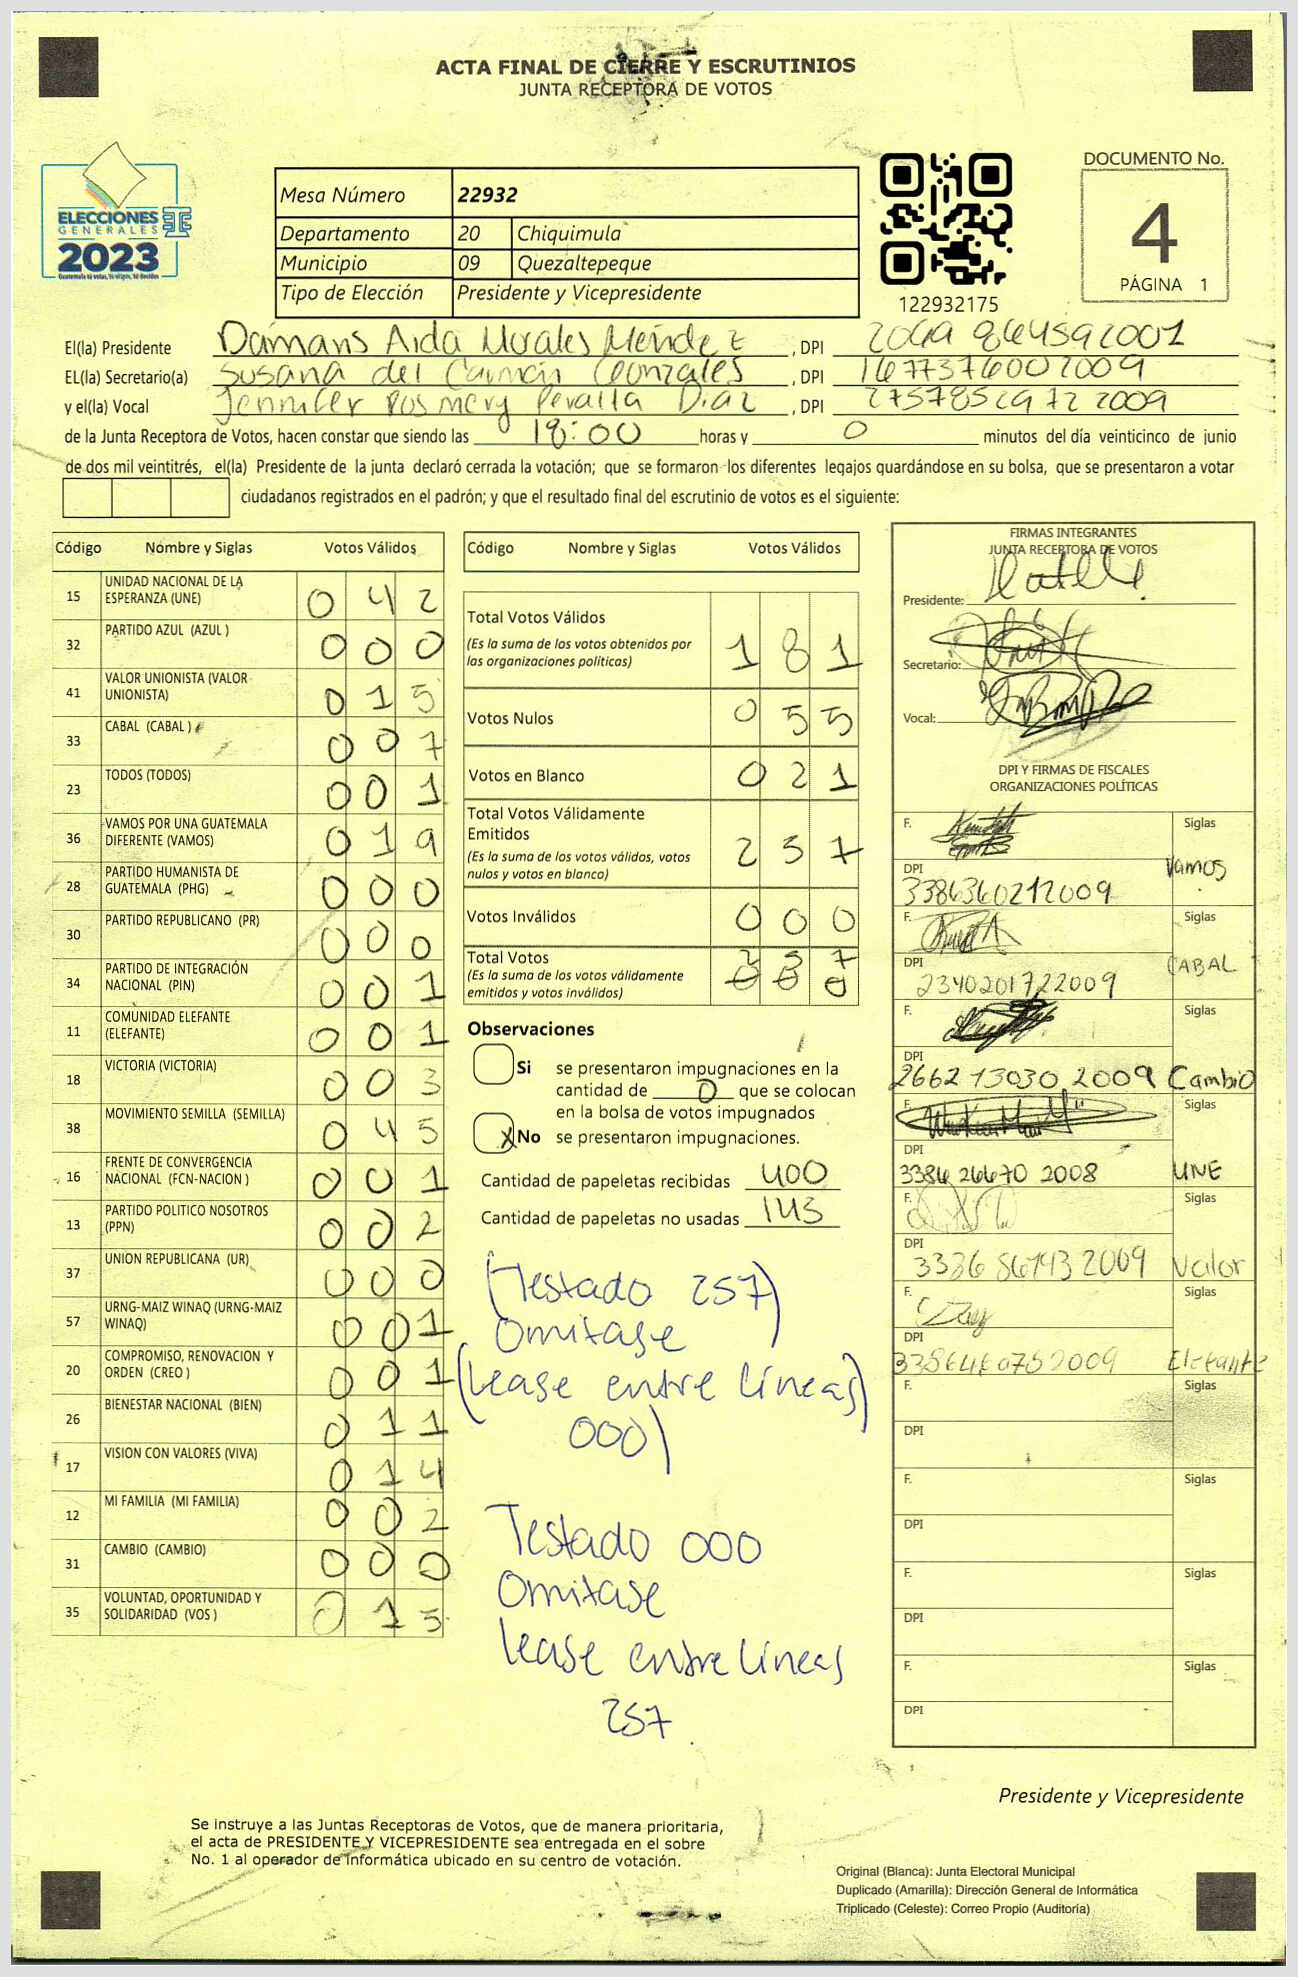 ACTA FINAL DE CIERRE Y ESCRUTINIOS
JUNTA RECEPTORA DE VOTOS
ELECCIONES
GENERALES
2023
Mesa Número 22932
Departamento 20 Chiquimula
Municipio 09 Quezaltepeque
Tipo de Elección Presidente y Vicepresidente
122932175
DOCUMENTO No.
4
PÁGINA 1
El(la) Presidente Damaris Aida Morales Méndez , DPI
EL(la) Secretario(a) Susana del Carmen Gonzales , DPI 1677376002009
y el(la) Vocal Jennifer Rosmery Peralta Diaz , DPI 2757852972 2009
de la Junta Receptora de Votos, hacen constar que siendo las 18:00 horas y 0 minutos del día veinticinco de junio
de dos mil veintitrés, el(la) Presidente de la junta declaró cerrada la votación; que se formaron los diferentes legajos guardándose en su bolsa, que se presentaron a votar
ciudadanos registrados en el padrón; y que el resultado final del escrutinio de votos es el siguiente:
Código Nombre y Siglas Votos Válidos
15 UNIDAD NACIONAL DE LA
ESPERANZA (UNE) 0 4 2
32 PARTIDO AZUL (AZUL ) 0 0 0
41 VALOR UNIONISTA (VALOR
UNIONISTA) 0 1 5
33 CABAL (CABAL ) 0 0 7
23 TODOS (TODOS) 0 0 1
36 VAMOS POR UNA GUATEMALA
DIFERENTE (VAMOS) 0 1 9
28 PARTIDO HUMANISTA DE
GUATEMALA (PHG) 0 0 0
30 PARTIDO REPUBLICANO (PR) 0 0 0
34 PARTIDO DE INTEGRACIÓN
NACIONAL (PIN) 0 0 1
11 COMUNIDAD ELEFANTE
(ELEFANTE) 0 0 1
18 VICTORIA (VICTORIA) 0 0 3
38 MOVIMIENTO SEMILLA (SEMILLA) 0 4 5
16 FRENTE DE CONVERGENCIA
NACIONAL (FCN-NACION ) 0 0 1
13 PARTIDO POLITICO NOSOTROS
(PPN) 0 0 2
37 UNION REPUBLICANA (UR) 0 0 0
57 URNG-MAIZ WINAQ (URNG-MAIZ
WINAQ) 0 0 1
20 COMPROMISO, RENOVACION Y
ORDEN (CREO ) 0 0 1
26 BIENESTAR NACIONAL (BIEN) 0 1 1
17 VISION CON VALORES (VIVA) 0 1 4
12 MI FAMILIA (MI FAMILIA) 0 0 2
31 CAMBIO (CAMBIO) 0 0 0
35 VOLUNTAD, OPORTUNIDAD Y
SOLIDARIDAD (VOS ) 0 1 5
Código Nombre y Siglas Votos Válidos
Total Votos Válidos
(Es la suma de los votos obtenidos por
las organizaciones políticas) 1 8 1
Votos Nulos 0 5 5
Votos en Blanco 0 2 1
Total Votos Válidamente
Emitidos
(Es la suma de los votos válidos, votos
nulos y votos en blanco) 2 5 7
Votos Inválidos 0 0 0
Total Votos 2 5 7
(Es la suma de los votos válidamente
emitidos y votos inválidos) 0 0 0
Observaciones
Si se presentaron impugnaciones en la
cantidad de 0 que se colocan
en la bolsa de votos impugnados
X No se presentaron impugnaciones.
Cantidad de papeletas recibidas 400
Cantidad de papeletas no usadas 143
(Testado 257)
Omitase
(Lease entre líneas)
000)
Testado 000
Omitase
Lease entre líneas
257
FIRMAS INTEGRANTES
JUNTA RECEPTORA DE VOTOS
Presidente:
Secretario:
Vocal:
DPI Y FIRMAS DE FISCALES
ORGANIZACIONES POLÍTICAS
F. Siglas
DPI Vamos
3386360212009
F. Siglas
DPI CABAL
2340201722009
F. Siglas
DPI
2662 13030 2009 Cambio
F. Siglas
DPI
3384 26670 2008 UNE
F. Siglas
DPI
Valor
F. Siglas
DPI
Elefante
F. Siglas
DPI
F. Siglas
DPI
F. Siglas
DPI
F. Siglas
DPI
Presidente y Vicepresidente
Se instruye a las Juntas Receptoras de Votos, que de manera prioritaria,
el acta de PRESIDENTE Y VICEPRESIDENTE sea entregada en el sobre
No. 1 al operador de informática ubicado en su centro de votación.
Original (Blanca): Junta Electoral Municipal
Duplicado (Amarilla): Dirección General de Informática
Triplicado (Celeste): Correo Propio (Auditoría)